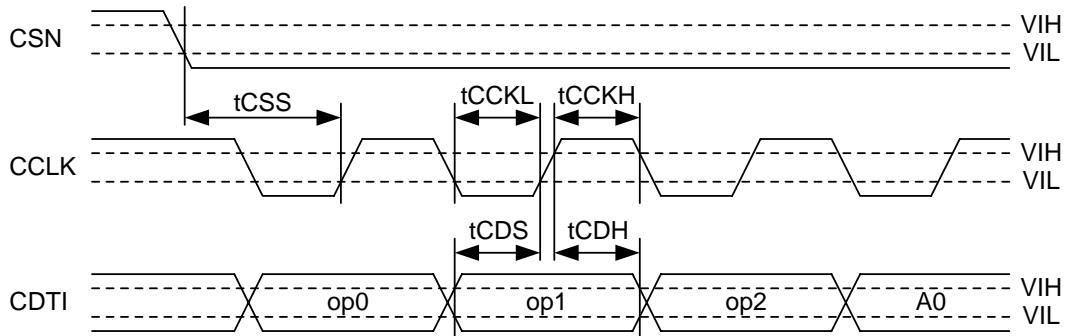 CSN
VIH
VIL
tCSS
tCCKL
tCCKH
CCLK
VIH
VIL
tCDS
tCDH
CDTI
op0
op1
op2
A0
VIH
VIL